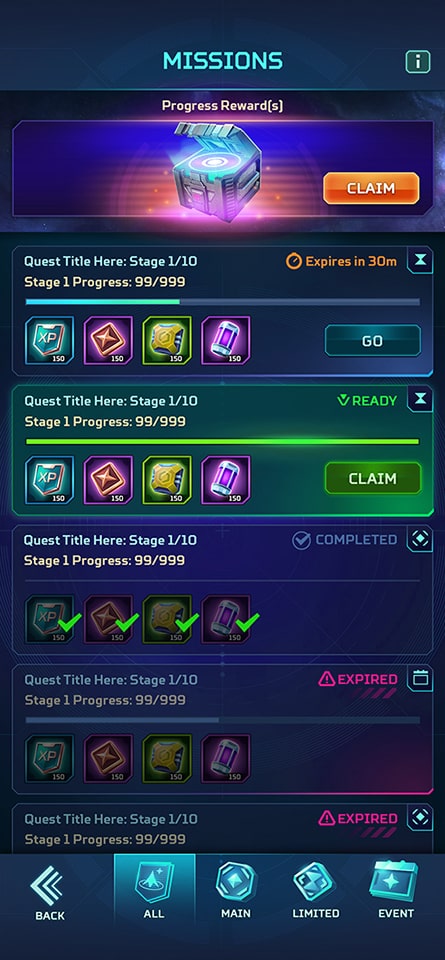 MISSIONS
i
Progress Reward(s)
CLAIM
Quest Title Here: Stage 1/10
Expires in 30m
Stage 1 Progress: 99/999
XP 150 150 150 150
GO
Quest Title Here: Stage 1/10
READY
Stage 1 Progress: 99/999
XP 150 150 150 150
CLAIM
Quest Title Here: Stage 1/10
COMPLETED
Stage 1 Progress: 99/999
XP 150 150 150 150
Quest Title Here: Stage 1/10
EXPIRED
Stage 1 Progress: 99/999
XP 150 150 150 150
Quest Title Here: Stage 1/10
EXPIRED
Stage 1 Progress: 99/999
BACK
ALL
MAIN
LIMITED
EVENT